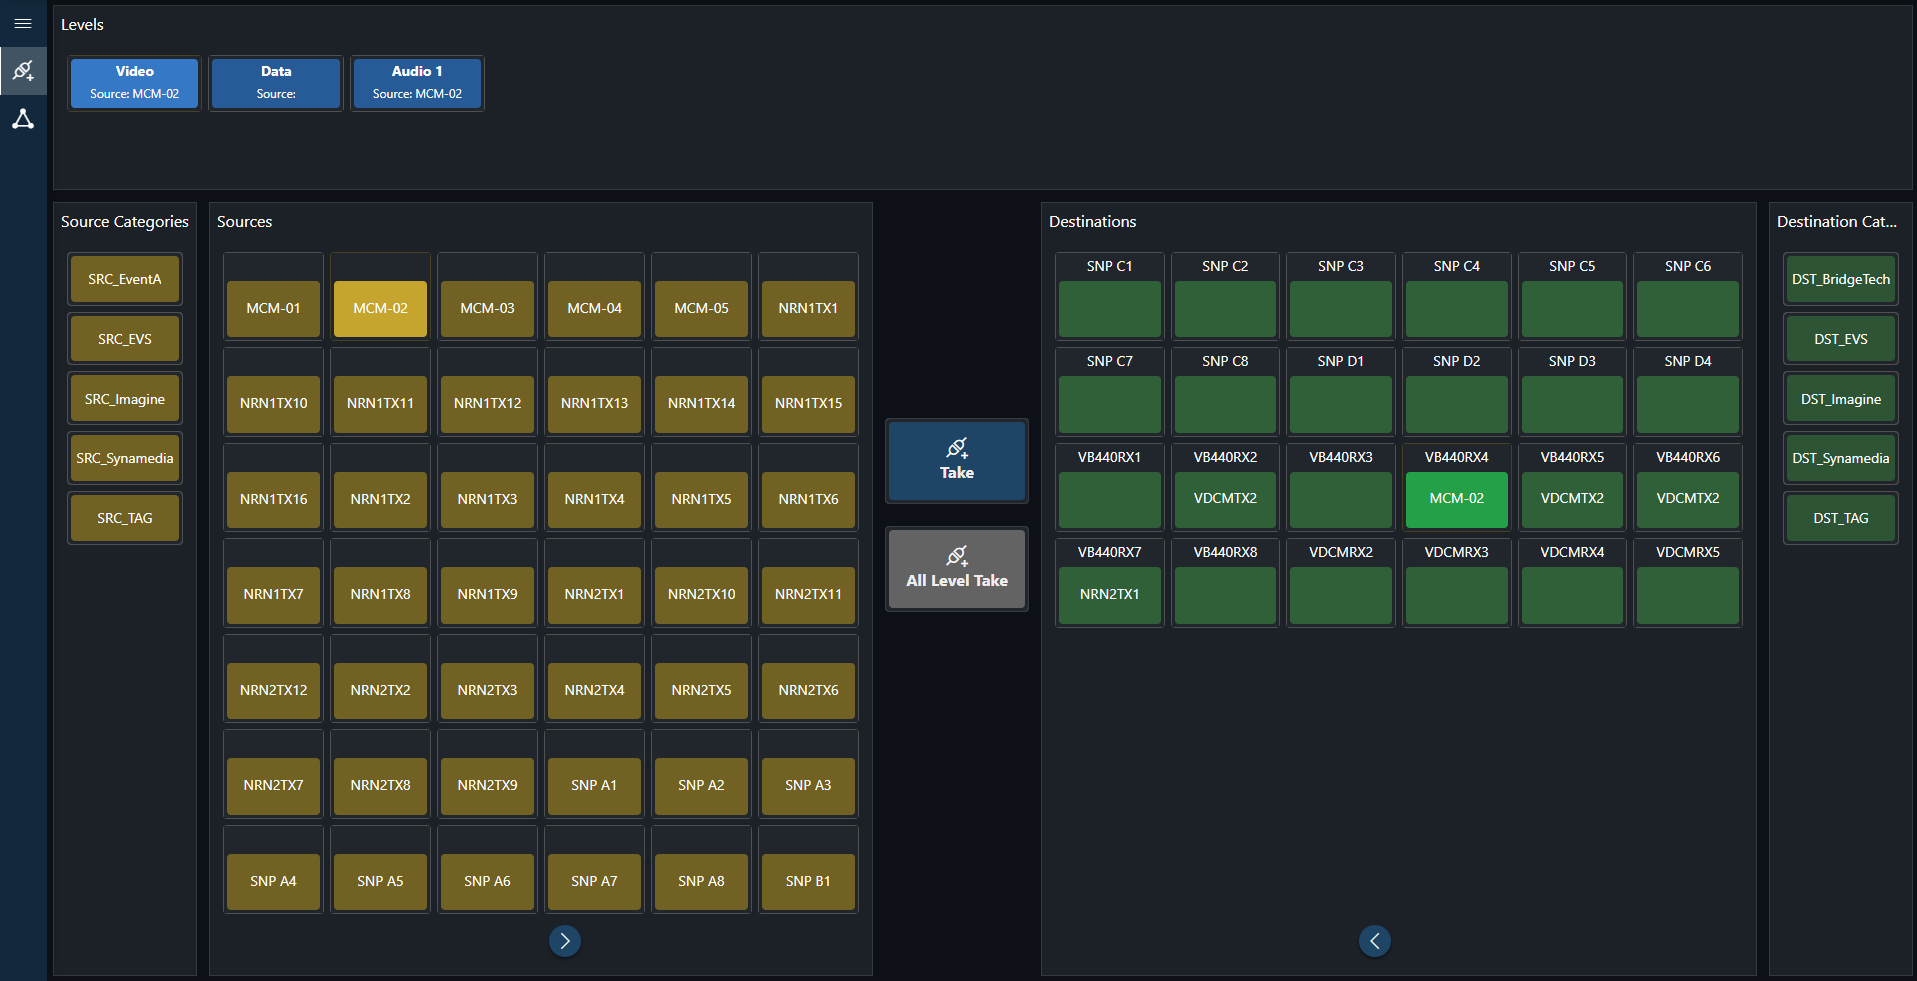 Levels
Video
Source: MCM-02
Data
Source:
Audio 1
Source: MCM-02
Source Categories
SRC_EventA
SRC_EVS
SRC_Imagine
SRC_Synamedia
SRC_TAG
Sources
MCM-01
MCM-02
MCM-03
MCM-04
MCM-05
NRN1TX1
NRN1TX10
NRN1TX11
NRN1TX12
NRN1TX13
NRN1TX14
NRN1TX15
NRN1TX16
NRN1TX2
NRN1TX3
NRN1TX4
NRN1TX5
NRN1TX6
NRN1TX7
NRN1TX8
NRN1TX9
NRN2TX1
NRN2TX10
NRN2TX11
NRN2TX12
NRN2TX2
NRN2TX3
NRN2TX4
NRN2TX5
NRN2TX6
NRN2TX7
NRN2TX8
NRN2TX9
SNP A1
SNP A2
SNP A3
SNP A4
SNP A5
SNP A6
SNP A7
SNP A8
SNP B1
Take
All Level Take
Destinations
SNP C1
SNP C2
SNP C3
SNP C4
SNP C5
SNP C6
SNP C7
SNP C8
SNP D1
SNP D2
SNP D3
SNP D4
VB440RX1
VB440RX2
VDCMTX2
VB440RX3
VB440RX4
MCM-02
VB440RX5
VDCMTX2
VB440RX6
VDCMTX2
VB440RX7
NRN2TX1
VB440RX8
VDCMRX2
VDCMRX3
VDCMRX4
VDCMRX5
Destination Cat...
DST_BridgeTech
DST_EVS
DST_Imagine
DST_Synamedia
DST_TAG